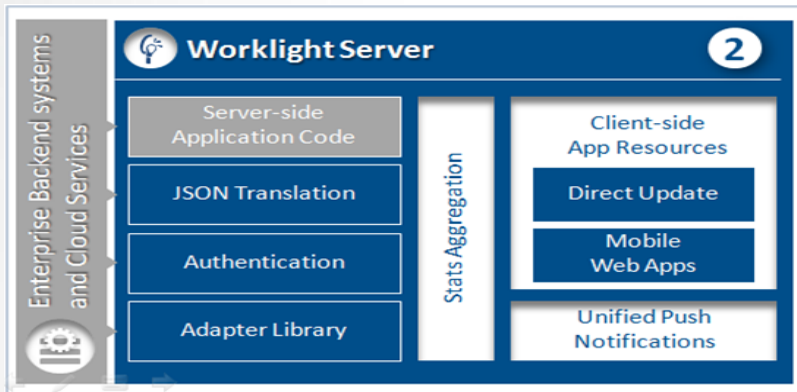 Enterprise Backend systems
and Cloud Services
Worklight Server
2
Server-side
Application Code
JSON Translation
Authentication
Adapter Library
Stats Aggregation
Client-side
App Resources
Direct Update
Mobile
Web Apps
Unified Push
Notifications